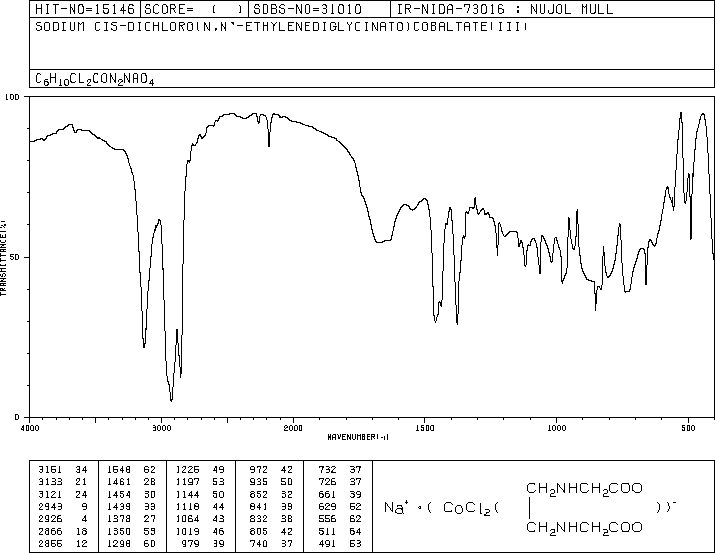 HIT-NO=15146 SCORE= ( ) SDBS-NO=31010 IR-NIDA-73016 : NUJOL MULL
SODIUM CIS-DICHLORO(N,N'-ETHYLENEDIGLYCINATO)COBALTATE(III)
C6H10CL2CON2NAO4
100
TRANSMITTANCE(%)
50
0
4000 3000 2000 1500 1000 500
WAVENUMBER(-1)
3161 34 1548 62 1225 49 972 42 732 37
3133 21 1461 28 1197 53 935 50 726 37
3121 24 1454 30 1144 50 852 32 661 39
2943 9 1439 33 1118 44 841 39 629 52
2926 4 1378 27 1064 43 832 38 556 62
2866 18 1350 59 1019 46 805 42 511 64
2855 12 1298 60 979 39 740 37 491 53
CH2NHCH2COO
Na+ • ( CoCl2( | ))-
CH2NHCH2COO